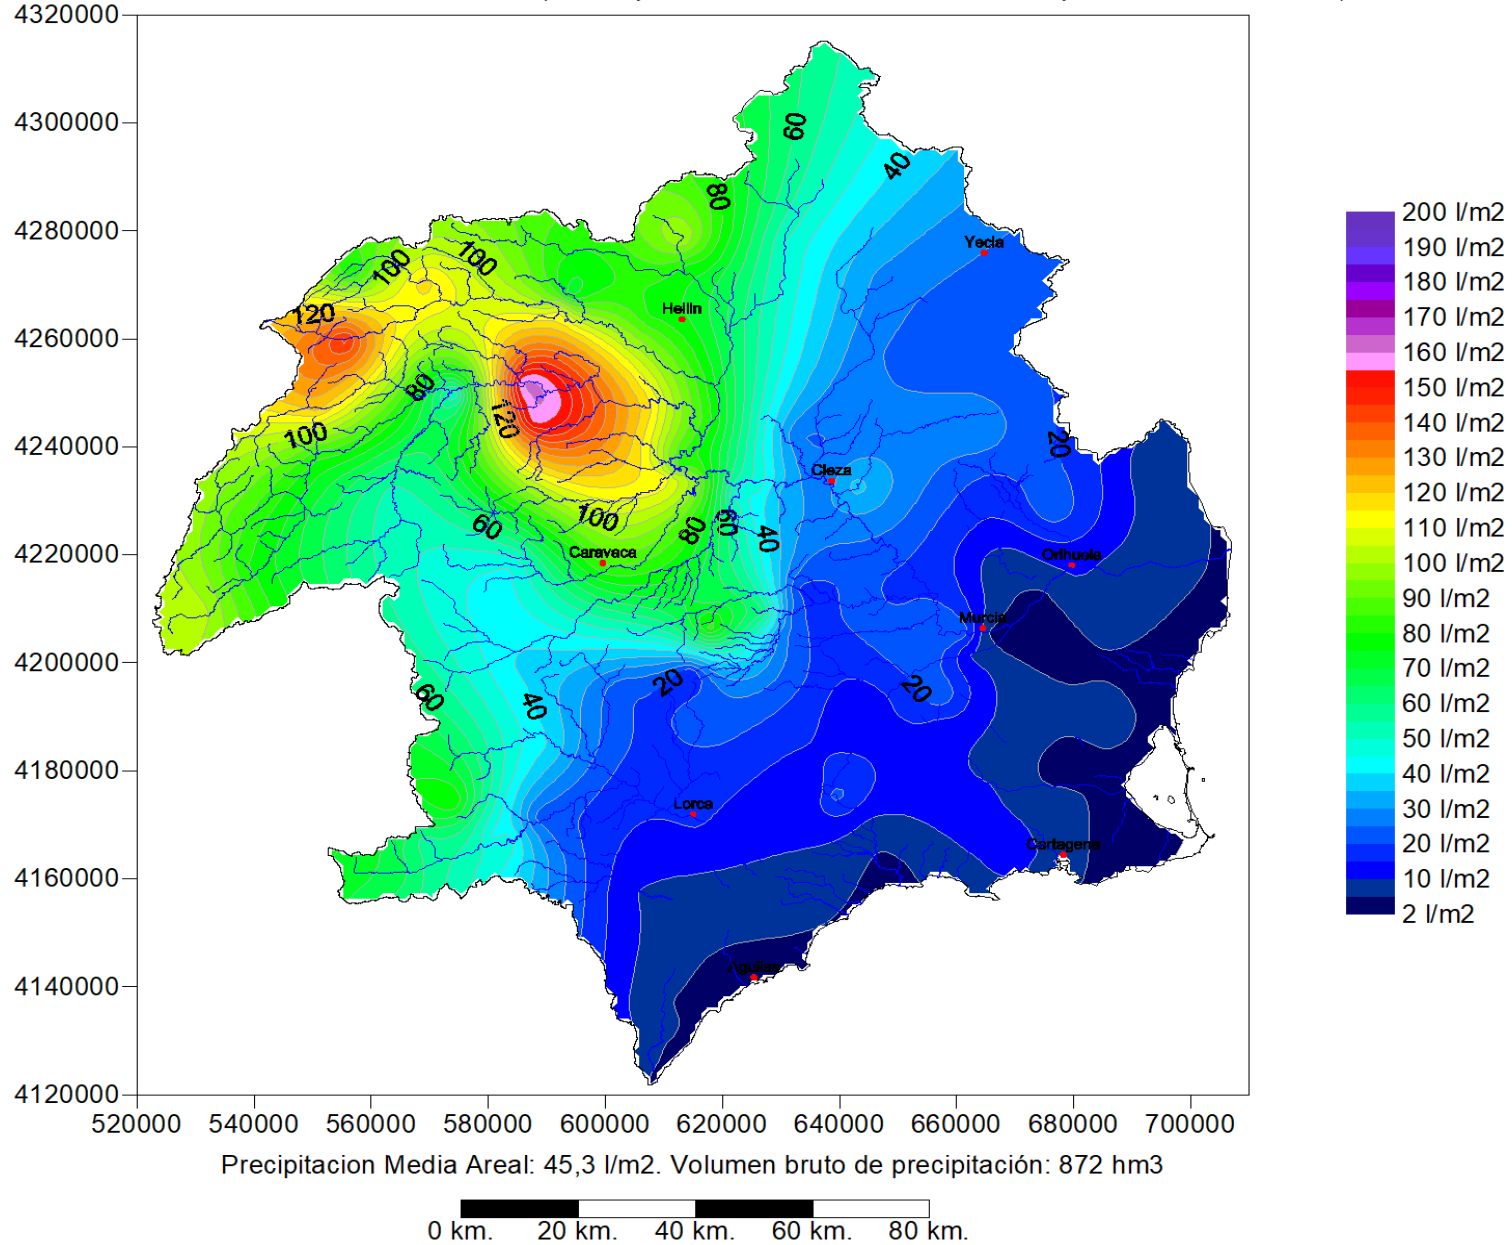 4320000
4300000
4280000
4260000
4240000
4220000
4200000
4180000
4160000
4140000
4120000
520000 540000 560000 580000 600000 620000 640000 660000 680000 700000
60
40
80
Yecla
100
100
120
Hellin
80
120
100
20
Cieza
60
100
80
60
40
Caravaca
Orihuela
Murcia
60
40
20
20
Lorca
Cartagena
Aguilas
200 l/m2
190 l/m2
180 l/m2
170 l/m2
160 l/m2
150 l/m2
140 l/m2
130 l/m2
120 l/m2
110 l/m2
100 l/m2
90 l/m2
80 l/m2
70 l/m2
60 l/m2
50 l/m2
40 l/m2
30 l/m2
20 l/m2
10 l/m2
2 l/m2
Precipitacion Media Areal: 45,3 l/m2. Volumen bruto de precipitación: 872 hm3
0 km. 20 km. 40 km. 60 km. 80 km.